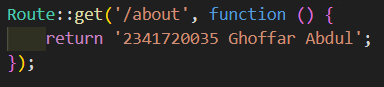 Route::get('/about', function () {
    return '2341720035 Ghoffar Abdul';
});